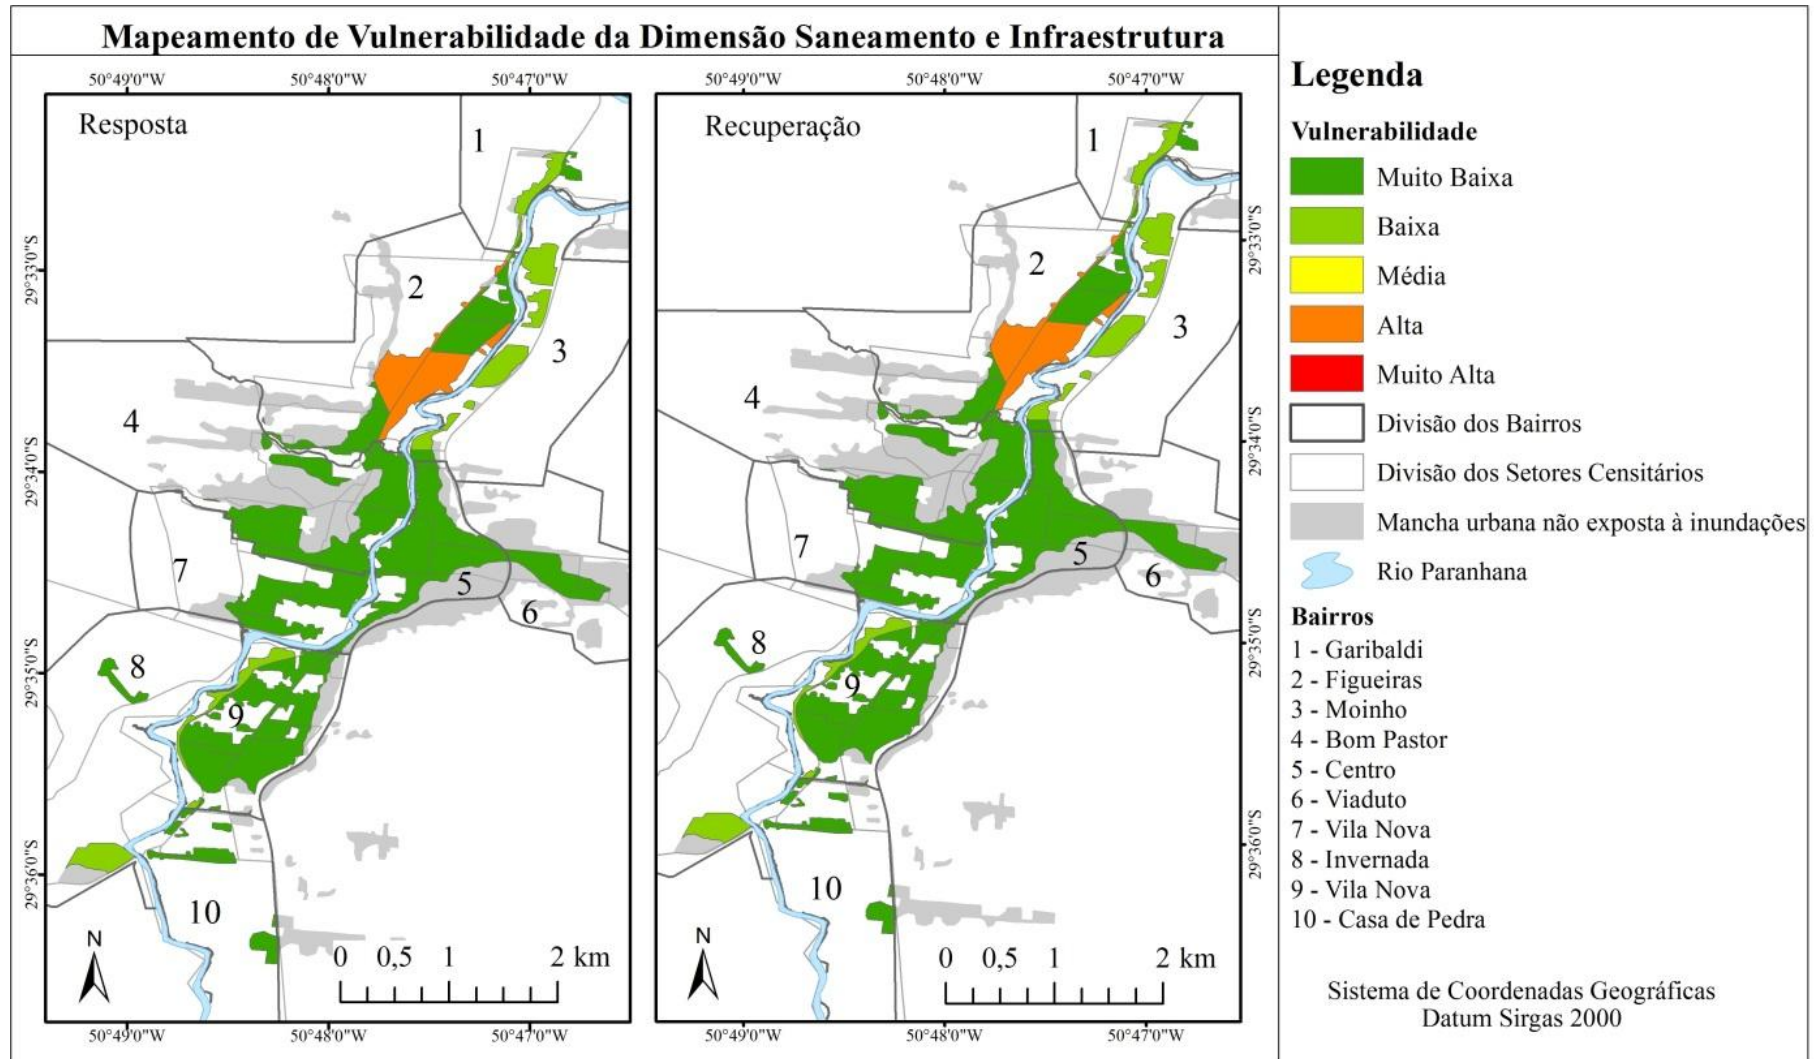 Mapeamento de Vulnerabilidade da Dimensão Saneamento e Infraestrutura
50°49'0"W 50°48'0"W 50°47'0"W
Resposta
1
2
3
4
5
6
7
8
9
10
29°33'0"S
29°34'0"S
29°35'0"S
29°36'0"S
N
0 0,5 1 2 km
50°49'0"W 50°48'0"W 50°47'0"W
50°49'0"W 50°48'0"W 50°47'0"W
Recuperação
1
2
3
4
5
6
7
8
9
10
29°33'0"S
29°34'0"S
29°35'0"S
29°36'0"S
N
0 0,5 1 2 km
50°49'0"W 50°48'0"W 50°47'0"W
Legenda
Vulnerabilidade
Muito Baixa
Baixa
Média
Alta
Muito Alta
Divisão dos Bairros
Divisão dos Setores Censitários
Mancha urbana não exposta à inundações
Rio Paranhana
Bairros
1 - Garibaldi
2 - Figueiras
3 - Moinho
4 - Bom Pastor
5 - Centro
6 - Viaduto
7 - Vila Nova
8 - Invernada
9 - Vila Nova
10 - Casa de Pedra
Sistema de Coordenadas Geográficas
Datum Sirgas 2000